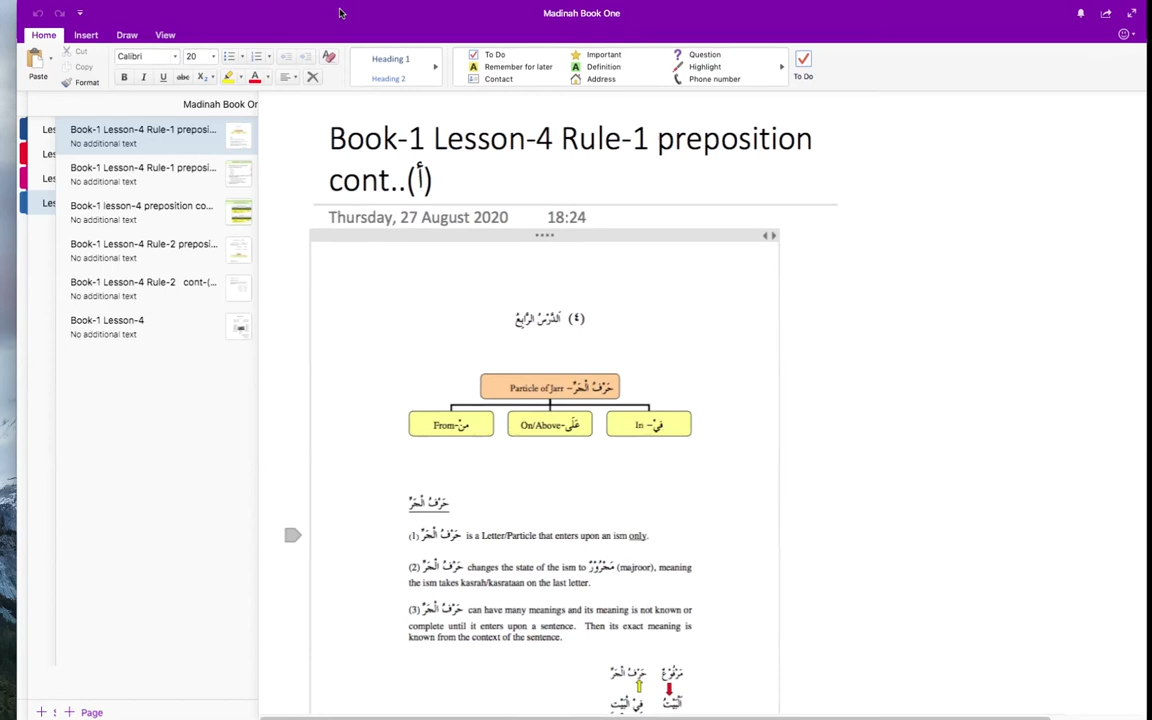 Madinah Book One
Home Insert Draw View
Paste
Cut
Copy
Format
Calibri 20
B I U abc X₂ A
Heading 1
Heading 2
To Do Important Question
Remember for later Definition Highlight
Contact Address Phone number
To Do
Madinah Book On
Les
Les
Les
Les
Book-1 Lesson-4 Rule-1 preposi...
No additional text
Book-1 Lesson-4 Rule-1 preposi...
No additional text
Book-1 lesson-4 preposition co...
No additional text
Book-1 Lesson-4 Rule-2 preposi...
No additional text
Book-1 Lesson-4 Rule-2 cont-(...
No additional text
Book-1 Lesson-4
No additional text
+ Page
Book-1 Lesson-4 Rule-1 preposition
cont..(أ)
Thursday, 27 August 2020 18:24
(٤) اَلدَّرْسُ الرَّابِعُ
Particle of Jarr – حَرْفُ الْجَرِّ
From-مِنْ On/Above-عَلَى In –فِيْ
حَرْفُ الْجَرِّ
(1) حَرْفُ الْجَرِّ is a Letter/Particle that enters upon an ism only.
(2) حَرْفُ الْجَرِّ changes the state of the ism to مَجْرُوْرٌ (majroor), meaning
the ism takes kasrah/kasrataan on the last letter.
(3) حَرْفُ الْجَرِّ can have many meanings and its meaning is not known or
complete until it enters upon a sentence. Then its exact meaning is
known from the context of the sentence.
مَرْفُوْعٌ حَرْفُ الْجَرِّ
اَلْبَيْتُ فِيْ الْبَيْتِ